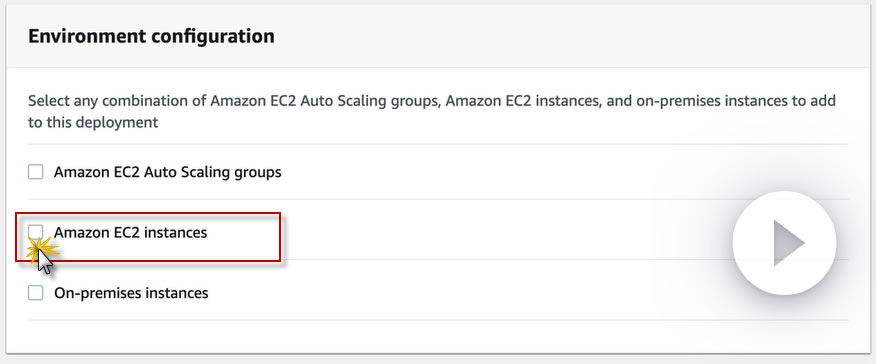 Environment configuration
Select any combination of Amazon EC2 Auto Scaling groups, Amazon EC2 instances, and on-premises instances to add
to this deployment
Amazon EC2 Auto Scaling groups
Amazon EC2 instances
On-premises instances